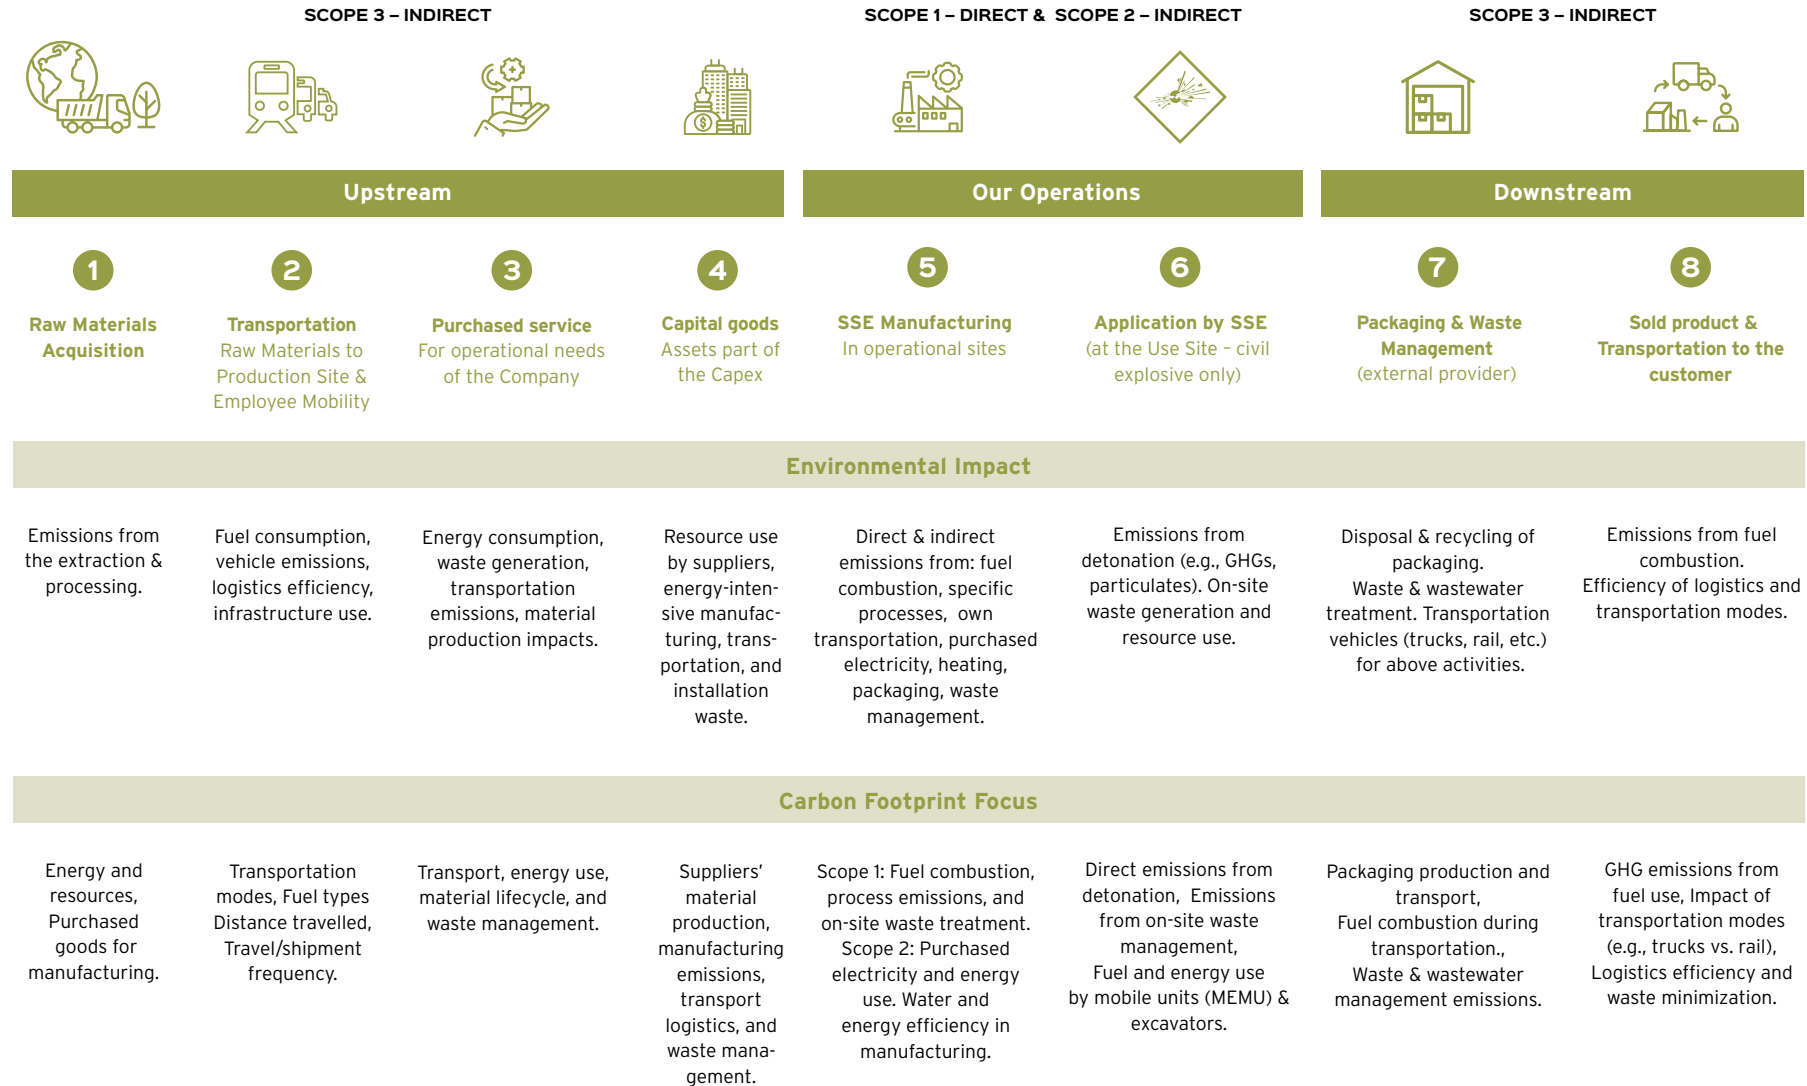 SCOPE 3 – INDIRECT
SCOPE 1 – DIRECT & SCOPE 2 – INDIRECT
SCOPE 3 – INDIRECT
Upstream
Our Operations
Downstream
1
Raw Materials
Acquisition
2
Transportation
Raw Materials to
Production Site &
Employee Mobility
3
Purchased service
For operational needs
of the Company
4
Capital goods
Assets part of
the Capex
5
SSE Manufacturing
In operational sites
6
Application by SSE
(at the Use Site – civil
explosive only)
7
Packaging & Waste
Management
(external provider)
8
Sold product &
Transportation to the
customer
Environmental Impact
Emissions from
the extraction &
processing.
Fuel consumption,
vehicle emissions,
logistics efficiency,
infrastructure use.
Energy consumption,
waste generation,
transportation
emissions, material
production impacts.
Resource use
by suppliers,
energy-inten-
sive manufac-
turing, trans-
portation, and
installation
waste.
Direct & indirect
emissions from: fuel
combustion, specific
processes, own
transportation, purchased
electricity, heating,
packaging, waste
management.
Emissions from
detonation (e.g., GHGs,
particulates). On-site
waste generation and
resource use.
Disposal & recycling of
packaging.
Waste & wastewater
treatment. Transportation
vehicles (trucks, rail, etc.)
for above activities.
Emissions from fuel
combustion.
Efficiency of logistics and
transportation modes.
Carbon Footprint Focus
Energy and
resources,
Purchased
goods for
manufacturing.
Transportation
modes, Fuel types
Distance travelled,
Travel/shipment
frequency.
Transport, energy use,
material lifecycle, and
waste management.
Suppliers’
material
production,
manufacturing
emissions,
transport
logistics, and
waste mana-
gement.
Scope 1: Fuel combustion,
process emissions, and
on-site waste treatment.
Scope 2: Purchased
electricity and energy
use. Water and
energy efficiency in
manufacturing.
Direct emissions from
detonation, Emissions
from on-site waste
management,
Fuel and energy use
by mobile units (MEMU) &
excavators.
Packaging production and
transport,
Fuel combustion during
transportation.,
Waste & wastewater
management emissions.
GHG emissions from
fuel use, Impact of
transportation modes
(e.g., trucks vs. rail),
Logistics efficiency and
waste minimization.